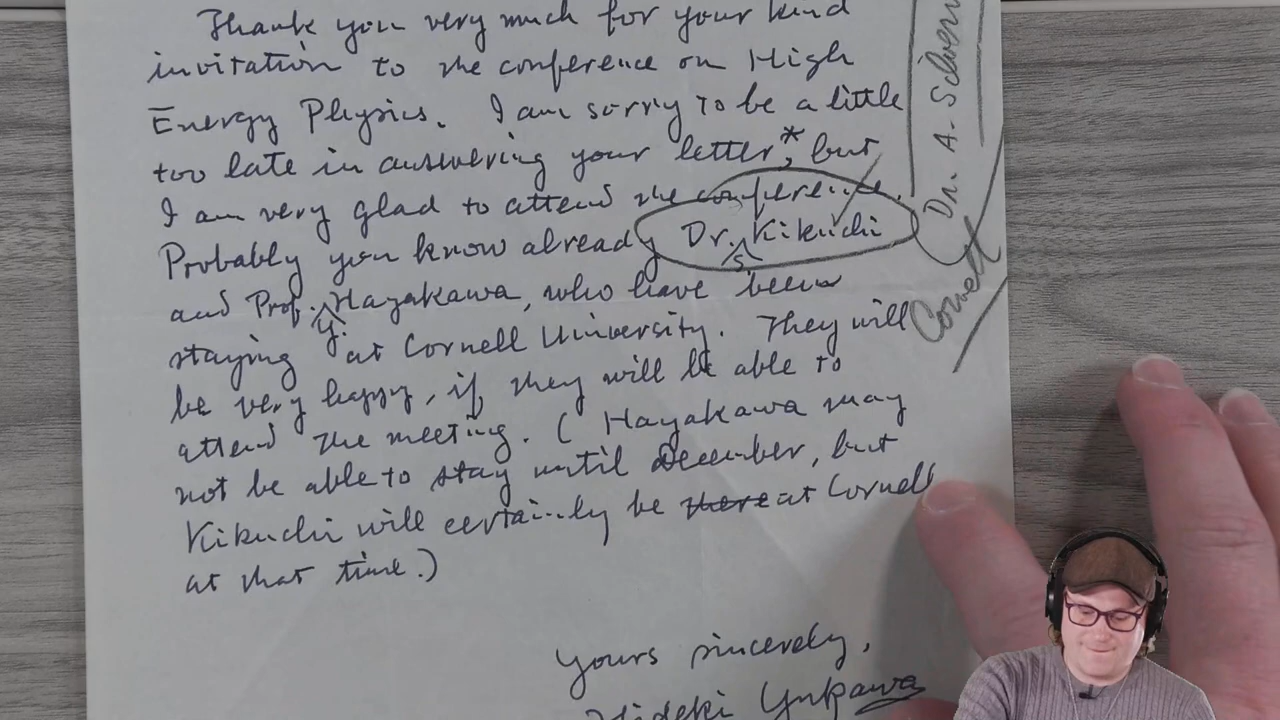 Thank you very much for your kind
invitation to the conference on High
Energy Physics. I am sorry to be a little
too late in answering your letter,* but
I am very glad to attend the conference.
Probably you know already Dr. S. Kikuchi
and Prof. Y. Hayakawa, who have been
staying at Cornell University. They will
be very happy, if they will be able to
attend the meeting. (Hayakawa may
not be able to stay until December, but
Kikuchi will certainly be there at Cornell
at that time.)
Yours sincerely,
Hideki Yukawa
Dr. A.
Cornell